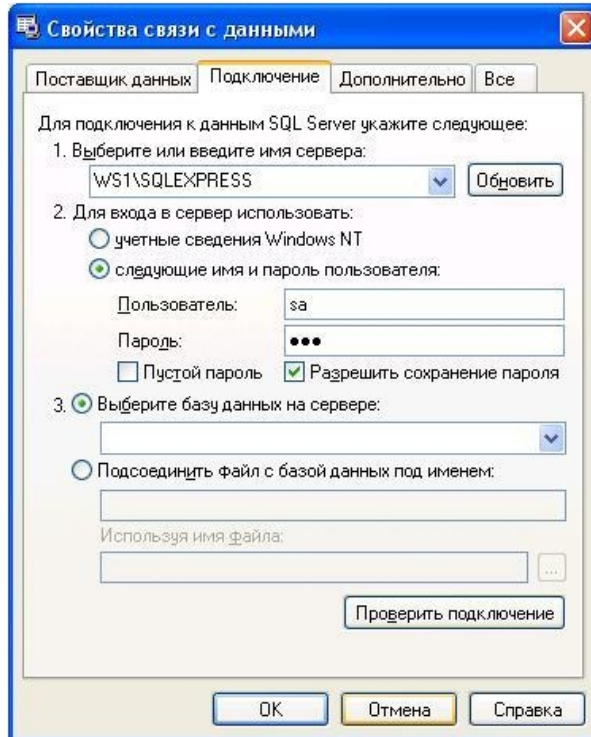 Свойства связи с данными
Поставщик данных Подключение Дополнительно Все
Для подключения к данным SQL Server укажите следующее:
1. Выберите или введите имя сервера:
WS1\SQLEXPRESS Обновить
2. Для входа в сервер использовать:
учетные сведения Windows NT
следующие имя и пароль пользователя:
Пользователь: sa
Пароль: ●●●
Пустой пароль Разрешить сохранение пароля
3. Выберите базу данных на сервере:
Подсоединить файл с базой данных под именем:
Используя имя файла:
...
Проверить подключение
OK Отмена Справка